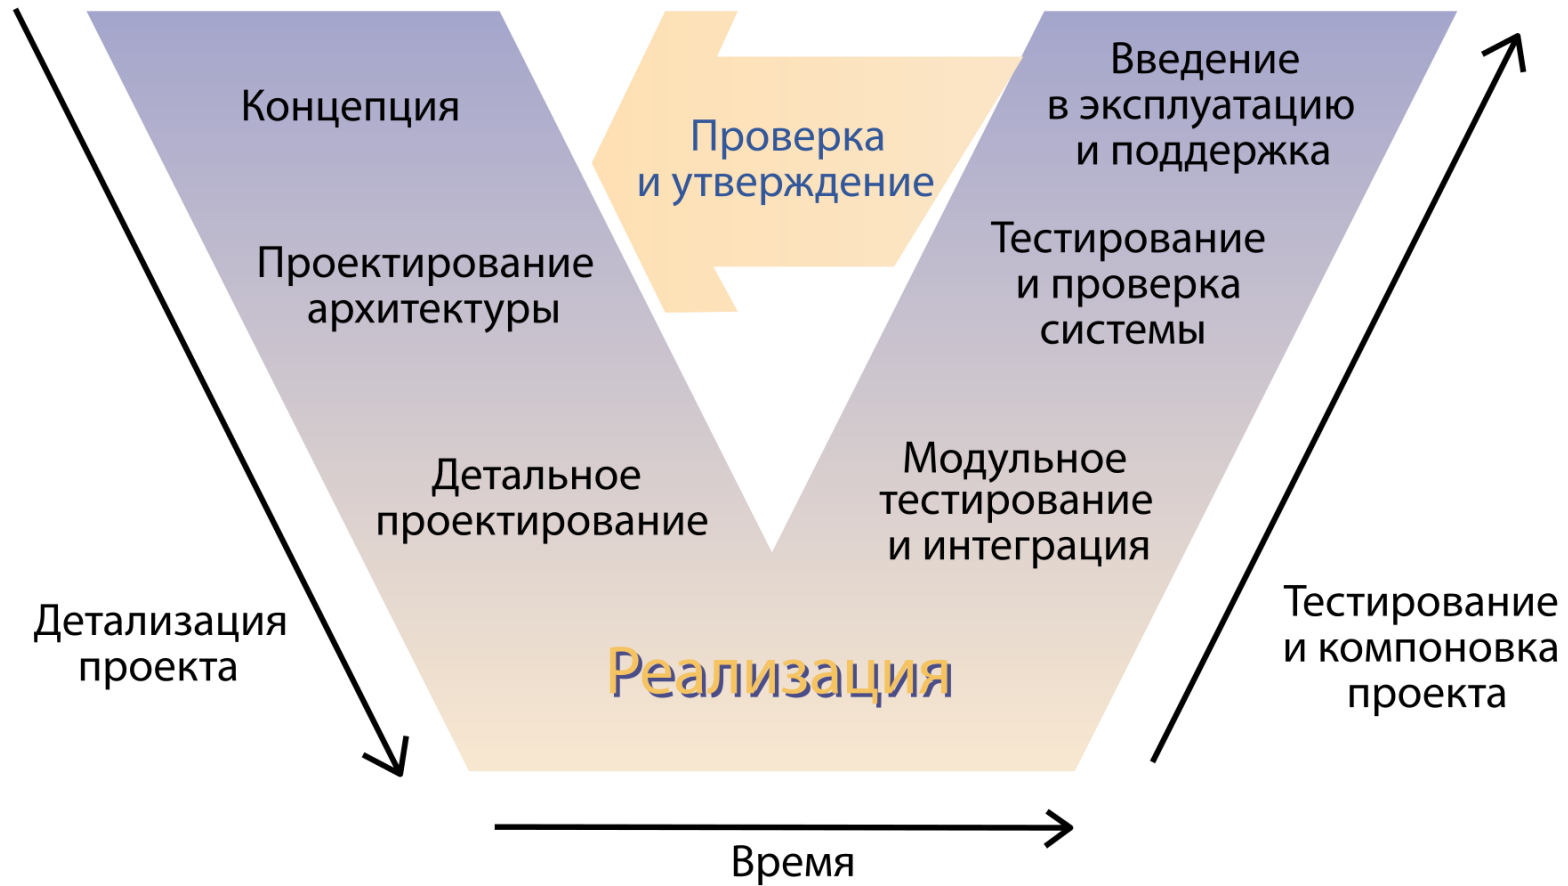 Концепция
Проектирование
архитектуры
Детальное
проектирование
Детализация
проекта
Реализация
Проверка
и утверждение
Введение
в эксплуатацию
и поддержка
Тестирование
и проверка
системы
Модульное
тестирование
и интеграция
Тестирование
и компоновка
проекта
Время